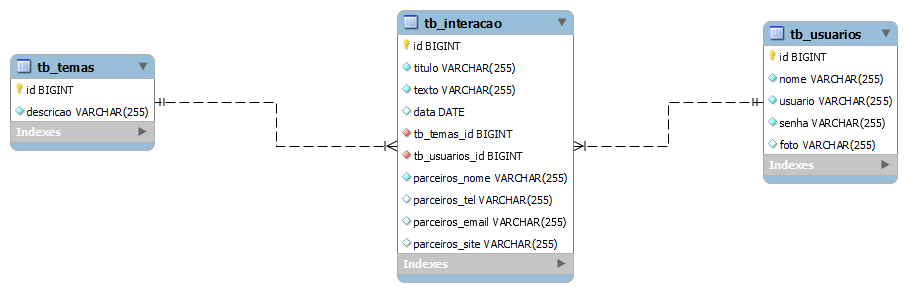 tb_temas
id BIGINT
descricao VARCHAR(255)
Indexes
tb_interacao
id BIGINT
titulo VARCHAR(255)
texto VARCHAR(255)
data DATE
tb_temas_id BIGINT
tb_usuarios_id BIGINT
parceiros_nome VARCHAR(255)
parceiros_tel VARCHAR(255)
parceiros_email VARCHAR(255)
parceiros_site VARCHAR(255)
Indexes
tb_usuarios
id BIGINT
nome VARCHAR(255)
usuario VARCHAR(255)
senha VARCHAR(255)
foto VARCHAR(255)
Indexes